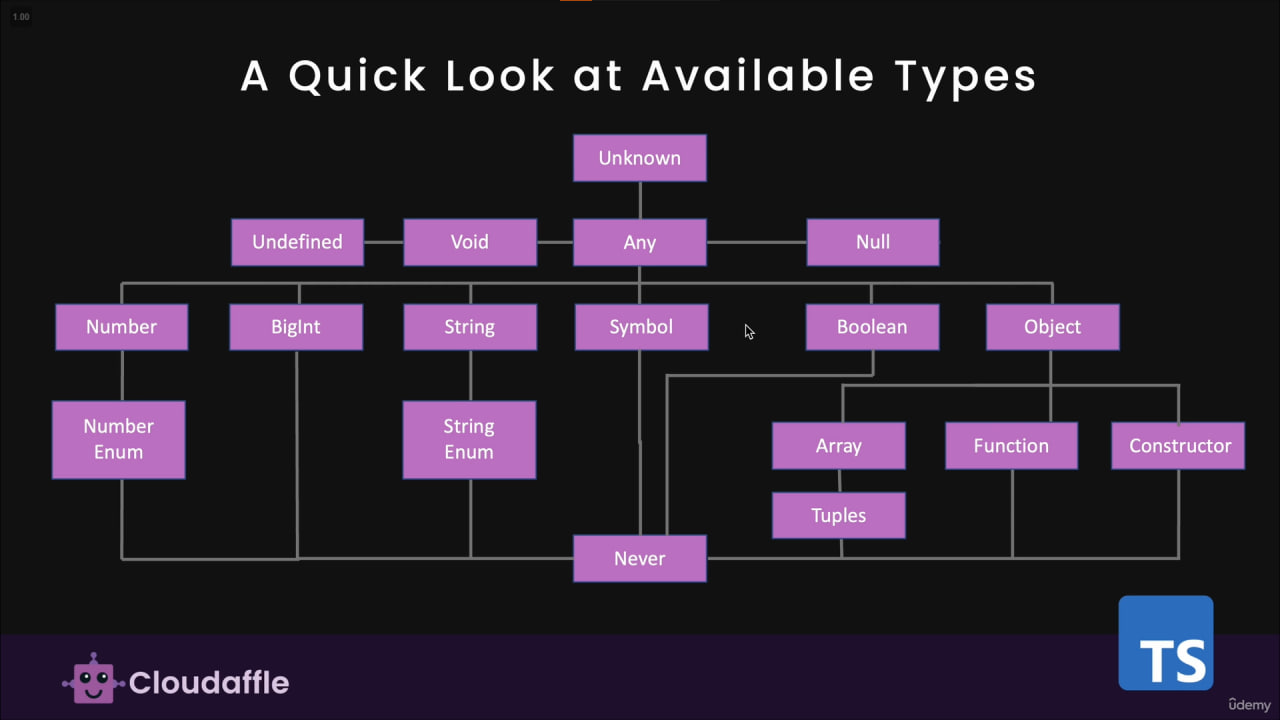 1.00
A Quick Look at Available Types
Unknown
Undefined
Void
Any
Null
Number
BigInt
String
Symbol
Boolean
Object
Number
Enum
String
Enum
Array
Function
Constructor
Tuples
Never
TS
Cloudaffle
ûdemy